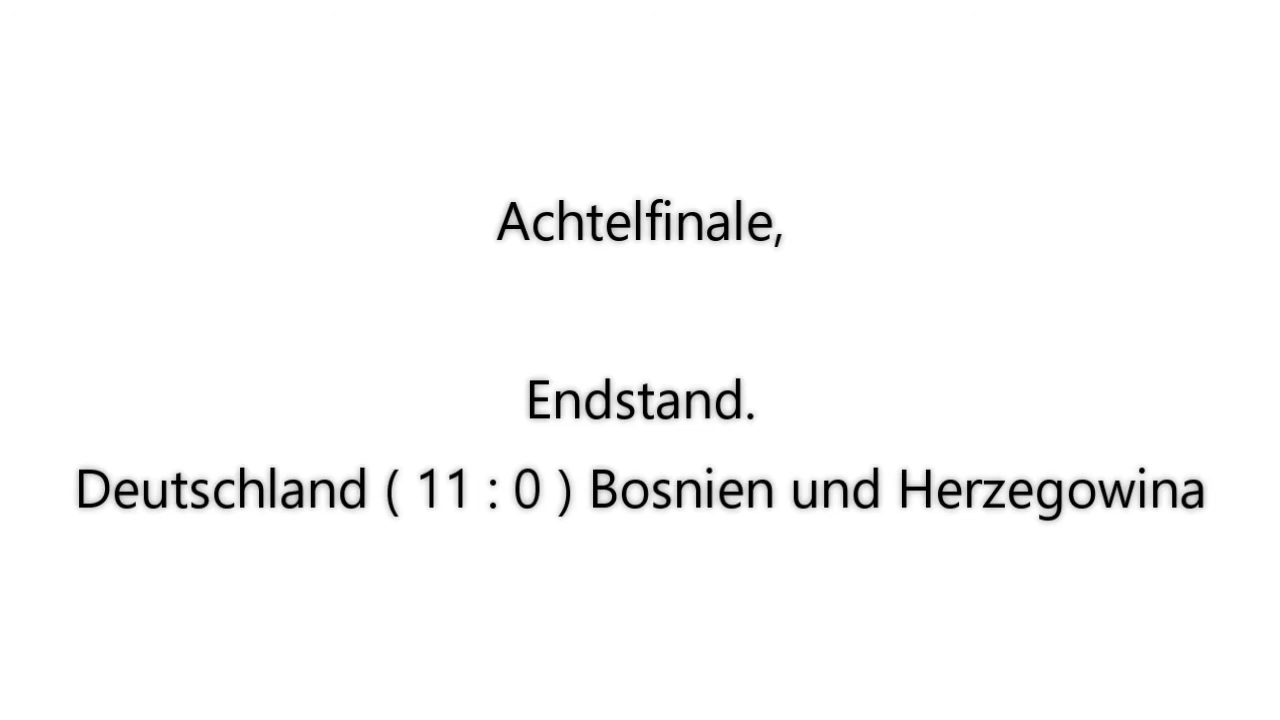 Achtelfinale,
Endstand.
Deutschland ( 11 : 0 ) Bosnien und Herzegowina